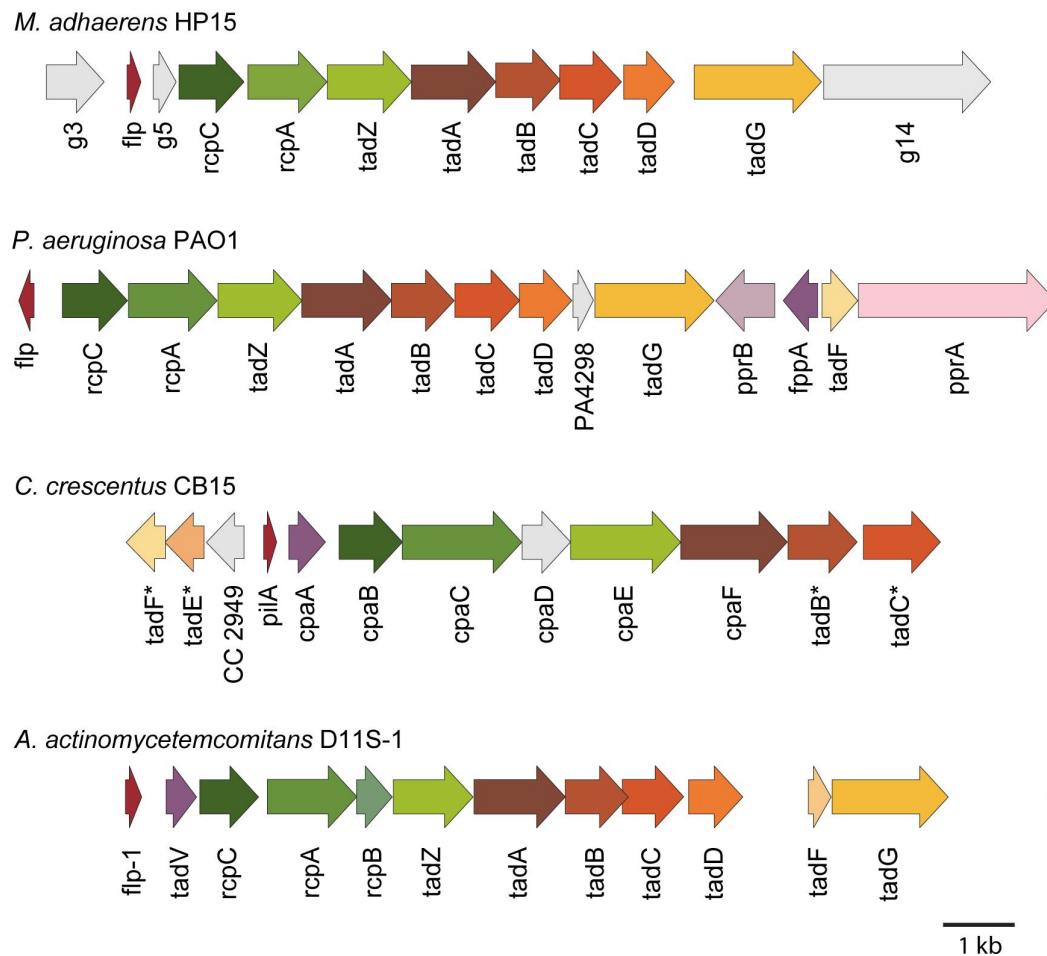 M. adhaerens HP15
g3 flp g5 rcpC rcpA tadZ tadA tadB tadC tadD tadG g14
P. aeruginosa PAO1
flp rcpC rcpA tadZ tadA tadB tadC tadD PA4298 tadG pprB fppA tadF pprA
C. crescentus CB15
tadF* tadE* CC 2949 pilA cpaA cpaB cpaC cpaD cpaE cpaF tadB* tadC*
A. actinomycetemcomitans D11S-1
flp-1 tadV rcpC rcpA rcpB tadZ tadA tadB tadC tadD tadF tadG
1 kb